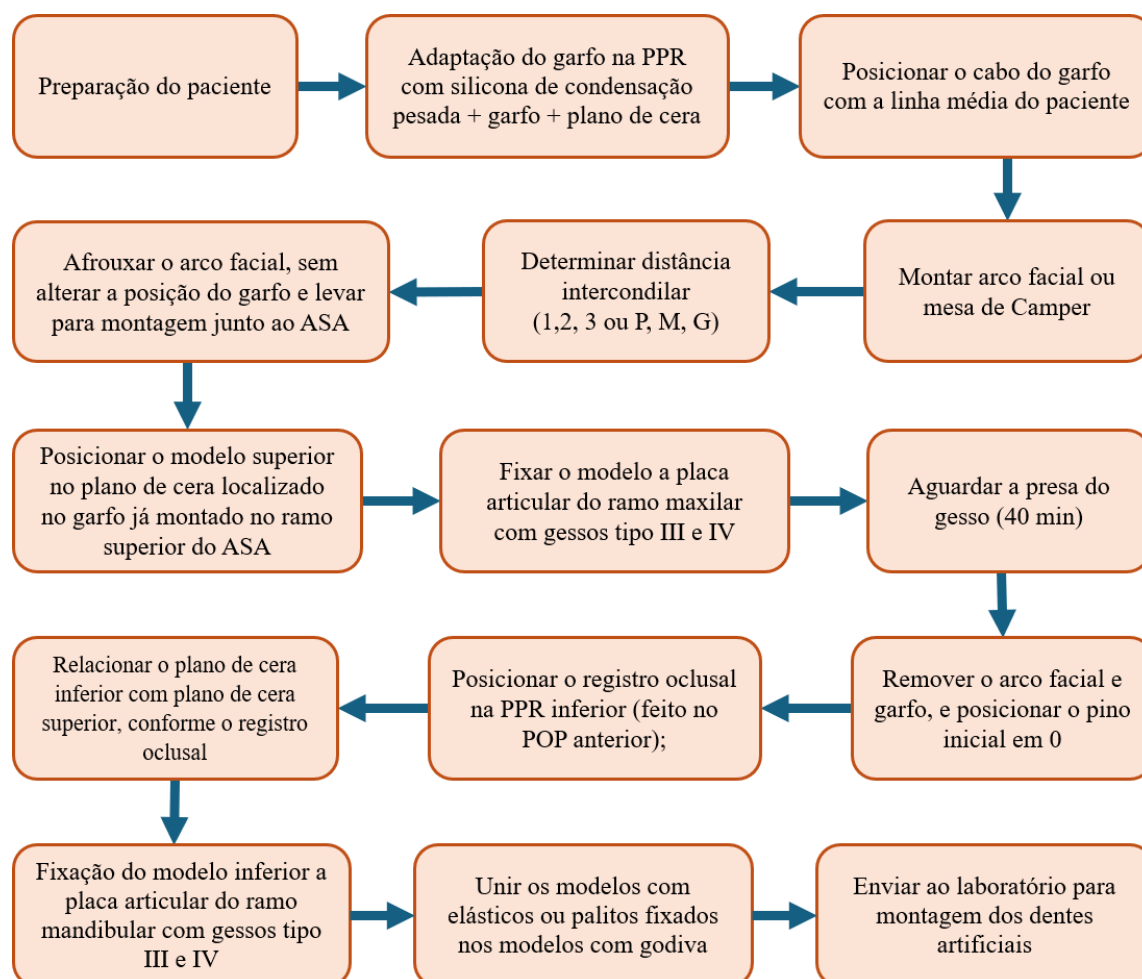 Preparação do paciente
Adaptação do garfo na PPR
com silicona de condensação
pesada + garfo + plano de cera
Posicionar o cabo do garfo
com a linha média do paciente
Montar arco facial ou
mesa de Camper
Determinar distância
intercondilar
(1,2, 3 ou P, M, G)
Afrouxar o arco facial, sem
alterar a posição do garfo e levar
para montagem junto ao ASA
Posicionar o modelo superior
no plano de cera localizado
no garfo já montado no ramo
superior do ASA
Fixar o modelo a placa
articular do ramo maxilar
com gessos tipo III e IV
Aguardar a presa do
gesso (40 min)
Remover o arco facial e
garfo, e posicionar o pino
inicial em 0
Posicionar o registro oclusal
na PPR inferior (feito no
POP anterior);
Relacionar o plano de cera
inferior com plano de cera
superior, conforme o registro
oclusal
Fixação do modelo inferior a
placa articular do ramo
mandibular com gessos tipo
III e IV
Unir os modelos com
elásticos ou palitos fixados
nos modelos com godiva
Enviar ao laboratório para
montagem dos dentes
artificiais